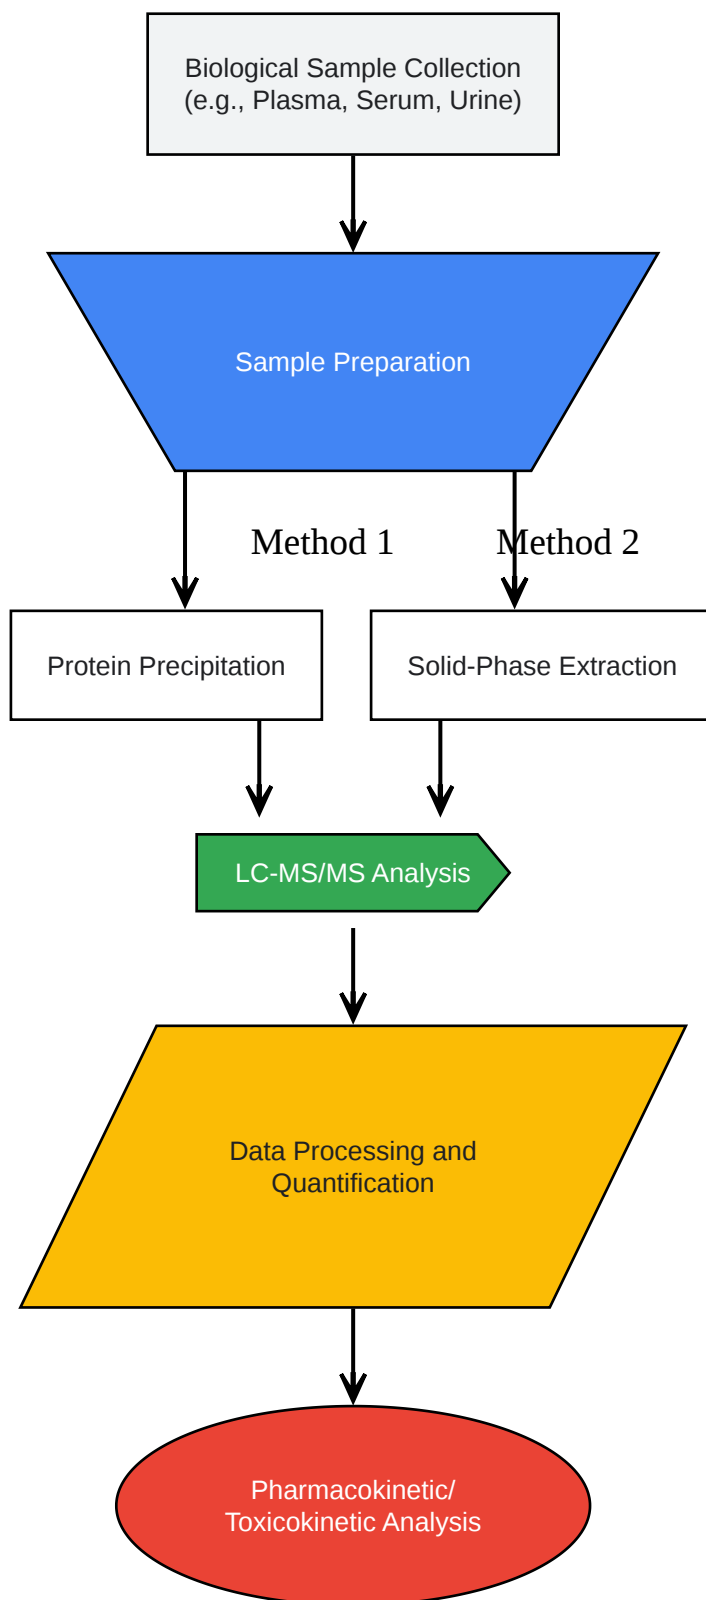 Biological Sample Collection
(e.g., Plasma, Serum, Urine)
Sample Preparation
Method 1
Method 2
Protein Precipitation
Solid-Phase Extraction
LC-MS/MS Analysis
Data Processing and
Quantification
Pharmacokinetic/
Toxicokinetic Analysis